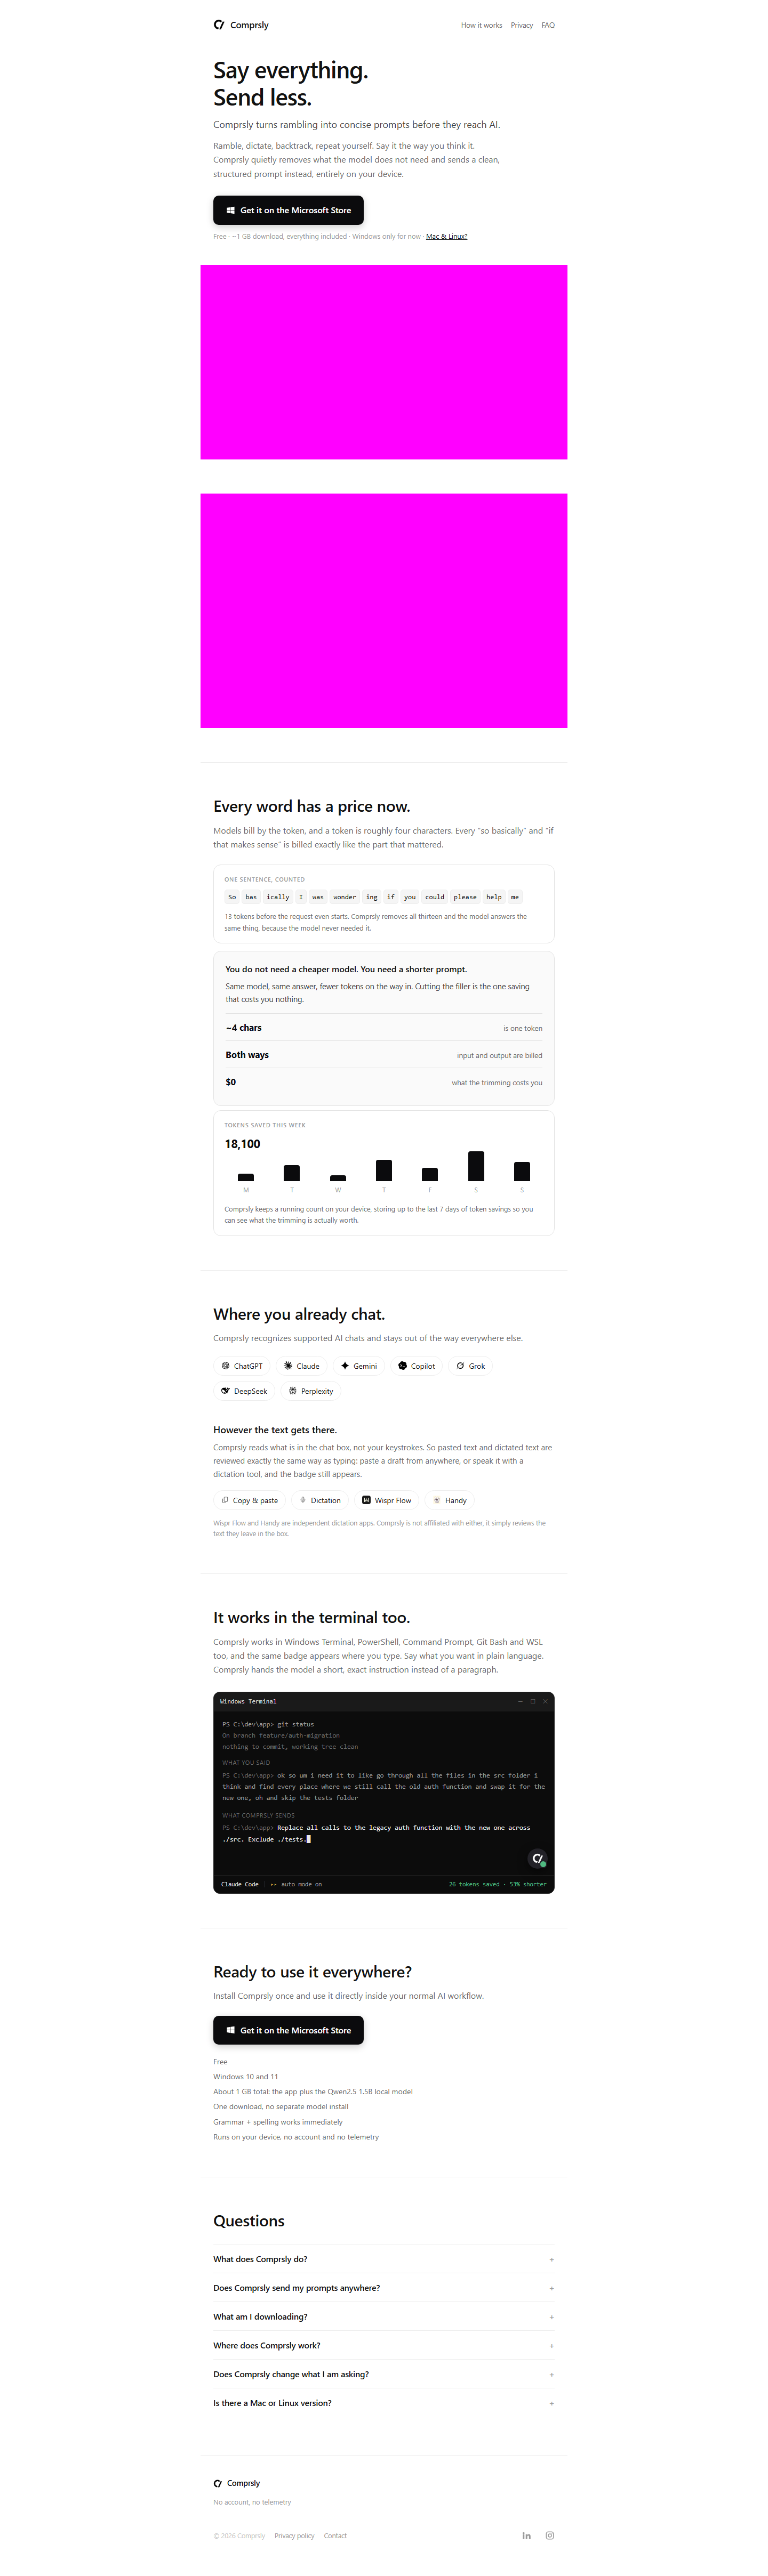 Comprsly
How it works Privacy FAQ
Say everything.
Send less.
Comprsly turns rambling into concise prompts before they reach AI.
Ramble, dictate, backtrack, repeat yourself. Say it the way you think it.
Comprsly quietly removes what the model does not need and sends a clean,
structured prompt instead, entirely on your device.
Get it on the Microsoft Store
Free · ~1 GB download, everything included · Windows only for now · Mac & Linux?
Every word has a price now.
Models bill by the token, and a token is roughly four characters. Every "so basically" and "if
that makes sense" is billed exactly like the part that mattered.
ONE SENTENCE, COUNTED
So bas ically I was wonder ing if you could please help me
13 tokens before the request even starts. Comprsly removes all thirteen and the model answers the
same thing, because the model never needed it.
You do not need a cheaper model. You need a shorter prompt.
Same model, same answer, fewer tokens on the way in. Cutting the filler is the one saving
that costs you nothing.
~4 chars is one token
Both ways input and output are billed
$0 what the trimming costs you
TOKENS SAVED THIS WEEK
18,100
M T W T F S S
Comprsly keeps a running count on your device, storing up to the last 7 days of token savings so you
can see what the trimming is actually worth.
Where you already chat.
Comprsly recognizes supported AI chats and stays out of the way everywhere else.
ChatGPT Claude Gemini Copilot Grok
DeepSeek Perplexity
However the text gets there.
Comprsly reads what is in the chat box, not your keystrokes. So pasted text and dictated text are
reviewed exactly the same way as typing: paste a draft from anywhere, or speak it with a
dictation tool, and the badge still appears.
Copy & paste Dictation Wispr Flow Handy
Wispr Flow and Handy are independent dictation apps. Comprsly is not affiliated with either, it simply reviews the
text they leave in the box.
It works in the terminal too.
Comprsly works in Windows Terminal, PowerShell, Command Prompt, Git Bash and WSL
too, and the same badge appears where you type. Say what you want in plain language.
Comprsly hands the model a short, exact instruction instead of a paragraph.
Windows Terminal
PS C:\dev\app> git status
On branch feature/auth-migration
nothing to commit, working tree clean
WHAT YOU SAID
PS C:\dev\app> ok so um i need it to like go through all the files in the src folder i
think and find every place where we still call the old auth function and swap it for the
new one, oh and skip the tests folder
WHAT COMPRSLY SENDS
PS C:\dev\app> Replace all calls to the legacy auth function with the new one across
./src. Exclude ./tests.
Claude Code auto mode on 26 tokens saved · 53% shorter
Ready to use it everywhere?
Install Comprsly once and use it directly inside your normal AI workflow.
Get it on the Microsoft Store
Free
Windows 10 and 11
About 1 GB total: the app plus the Qwen2.5 1.5B local model
One download, no separate model install
Grammar + spelling works immediately
Runs on your device, no account and no telemetry
Questions
What does Comprsly do? +
Does Comprsly send my prompts anywhere? +
What am I downloading? +
Where does Comprsly work? +
Does Comprsly change what I am asking? +
Is there a Mac or Linux version? +
Comprsly
No account, no telemetry
© 2026 Comprsly Privacy policy Contact